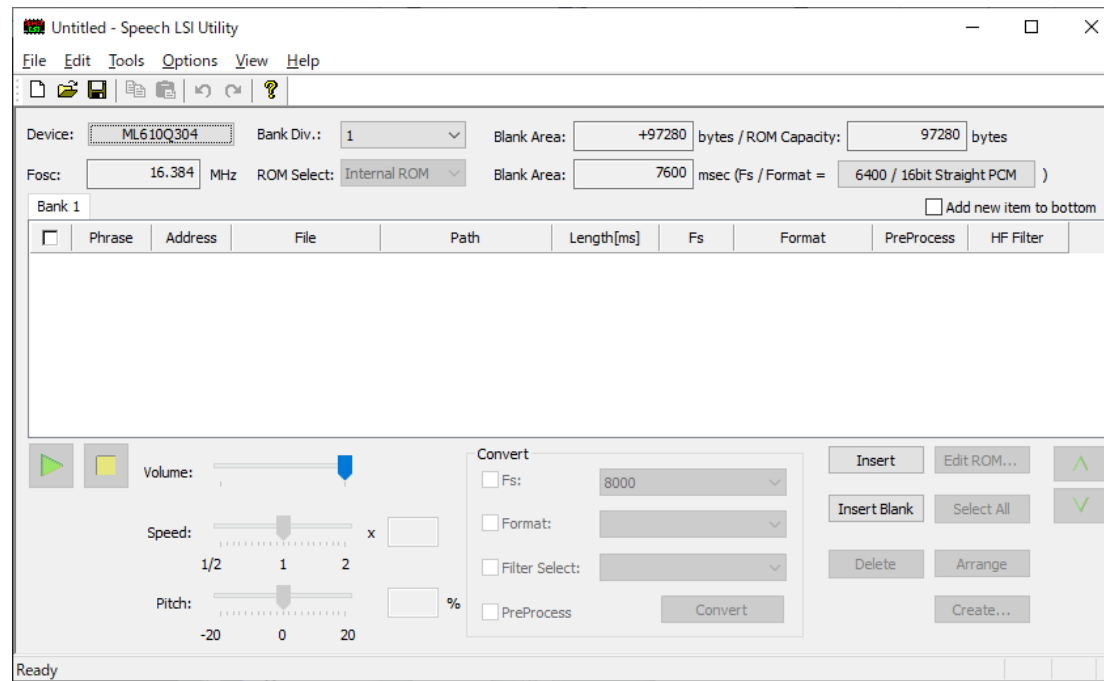 Untitled - Speech LSI Utility
File Edit Tools Options View Help
Device: ML610Q304 Bank Div.: 1 Blank Area: +97280 bytes / ROM Capacity: 97280 bytes
Fosc: 16.384 MHz ROM Select: Internal ROM Blank Area: 7600 msec (Fs / Format = 6400 / 16bit Straight PCM )
Bank 1 Add new item to bottom
Phrase Address File Path Length[ms] Fs Format PreProcess HF Filter
Convert
Volume: Fs: 8000 Insert Edit ROM...
Speed: x Format: Insert Blank Select All
1/2 1 2 Filter Select: Delete Arrange
Pitch: % PreProcess Convert Create...
-20 0 20
Ready